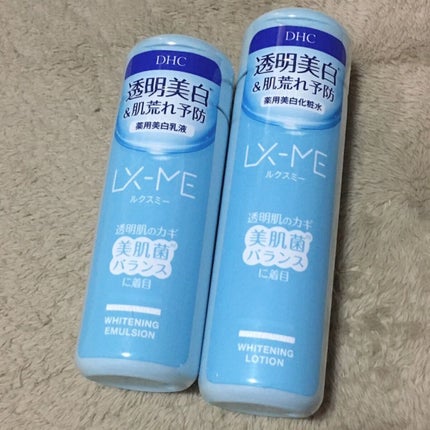 DHC
透明美白*
&肌荒れ予防
薬用美白乳液
LX-ME
ルクスミー
透明肌のカギ
美肌菌*
バランス
に着目
WHITENING
EMULSION
DHC
透明美白*
&肌荒れ予防
薬用美白化粧水
LX-ME
ルクスミー
透明肌のカギ
美肌菌*
バランス
に着目
WHITENING
LOTION